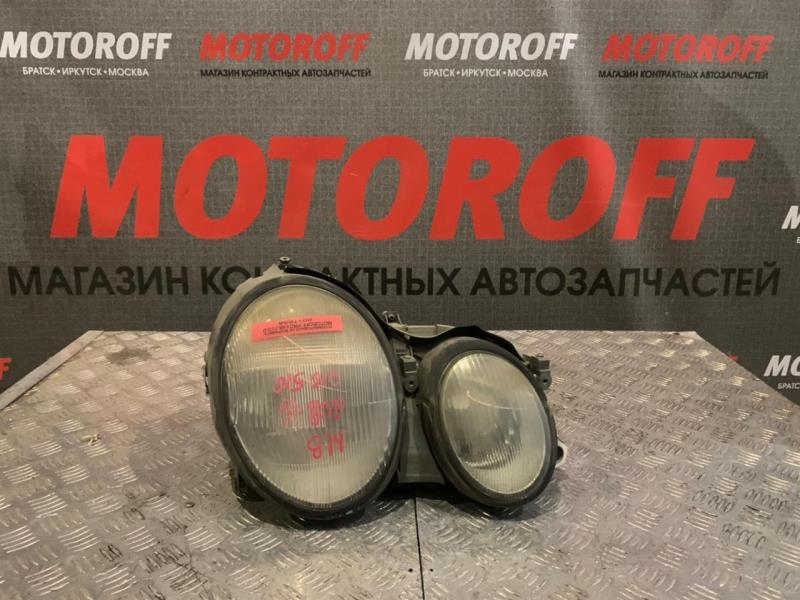 MOTOROFF
БРАТСК • ИРКУТСК • МОСКВА
MOTOROFF
МАГАЗИН КОНТРАКТНЫХ АВТОЗАПЧАСТЕЙ
MOTOROFF
БРАТСК • ИРКУТСК • МОСКВА
MOTOROFF
МАГАЗИН КОНТРАКТНЫХ АВТОЗАПЧАСТЕЙ
MOTOROFF
МАГАЗИН КОНТРАКТНЫХ АВТОЗАПЧАСТЕЙ